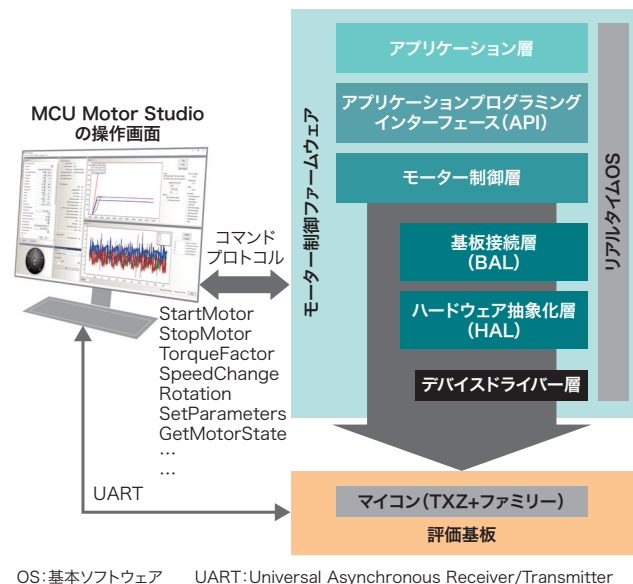 アプリケーション層
アプリケーションプログラミング
インターフェース(API)
モーター制御層
基板接続層
(BAL)
ハードウェア抽象化層
(HAL)
デバイスドライバー層
リアルタイムOS
モーター制御ファームウェア
MCU Motor Studio
の操作画面
コマンド
プロトコル
StartMotor
StopMotor
TorqueFactor
SpeedChange
Rotation
SetParameters
GetMotorState
…
…
UART
マイコン(TXZ+ファミリー)
評価基板
OS:基本ソフトウェア UART:Universal Asynchronous Receiver/Transmitter